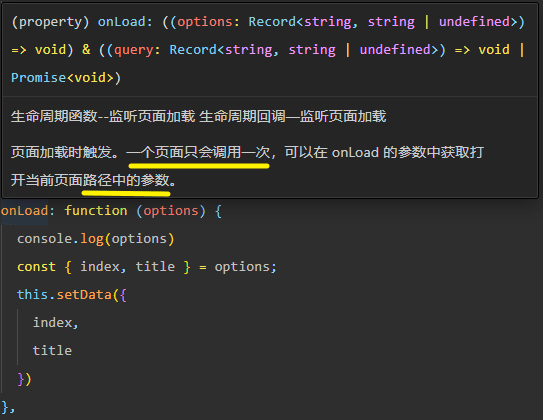 (property) onLoad: ((options: Record<string, string | undefined>)
=> void) & ((query: Record<string, string | undefined>) => void |
Promise<void>)
生命周期函数--监听页面加载 生命周期回调—监听页面加载
页面加载时触发。一个页面只会调用一次，可以在 onLoad 的参数中获取打
开当前页面路径中的参数。
onLoad: function (options) {
console.log(options)
const { index, title } = options;
this.setData({
index,
title
})
},